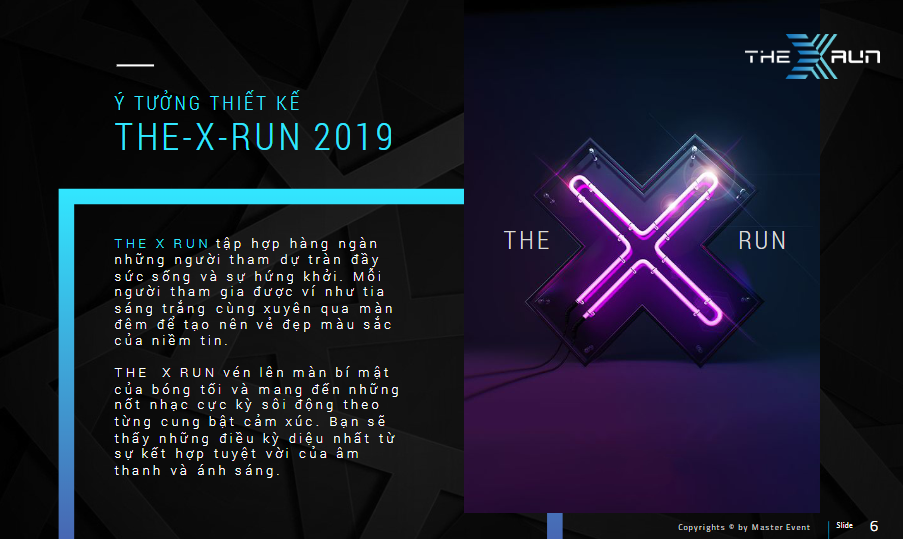 THE X RUN
Ý TƯỞNG THIẾT KẾ
THE-X-RUN 2019
THE X RUN tập hợp hàng ngàn
những người tham dự tràn đầy
sức sống và sự hứng khởi. Mỗi
người tham gia được ví như tia
sáng trắng cùng xuyên qua màn
đêm để tạo nên vẻ đẹp màu sắc
của niềm tin.
THE X RUN vén lên màn bí mật
của bóng tối và mang đến những
nốt nhạc cực kỳ sôi động theo
từng cung bật cảm xúc. Bạn sẽ
thấy những điều kỳ diệu nhất từ
sự kết hợp tuyệt vời của âm
thanh và ánh sáng.
THE X RUN
Copyrights © by Master Event
Slide 6